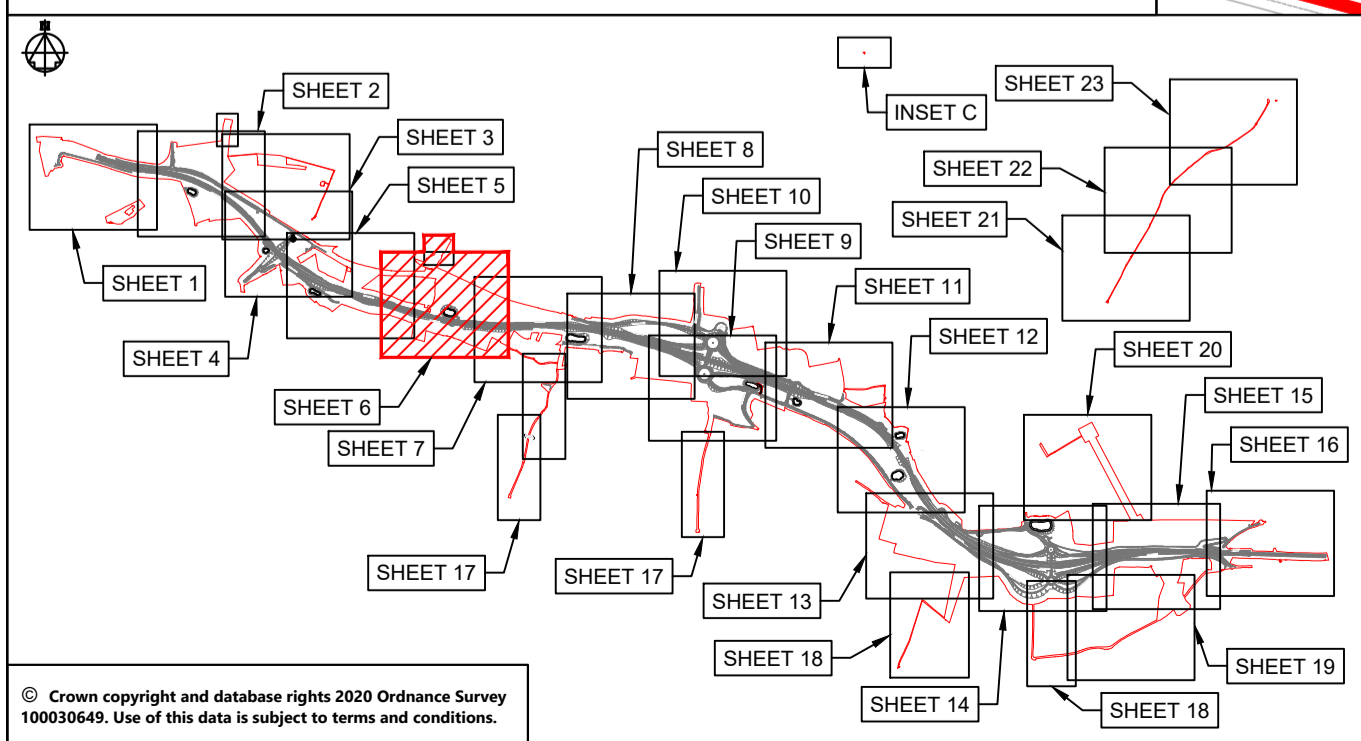 INSET C
SHEET 23
SHEET 2
SHEET 3
SHEET 8
SHEET 22
SHEET 5
SHEET 10
SHEET 21
SHEET 9
SHEET 1
SHEET 11
SHEET 12
SHEET 4
SHEET 20
SHEET 6
SHEET 15
SHEET 7
SHEET 16
SHEET 17
SHEET 17
SHEET 13
SHEET 18
SHEET 19
SHEET 14
SHEET 18
© Crown copyright and database rights 2020 Ordnance Survey
100030649. Use of this data is subject to terms and conditions.